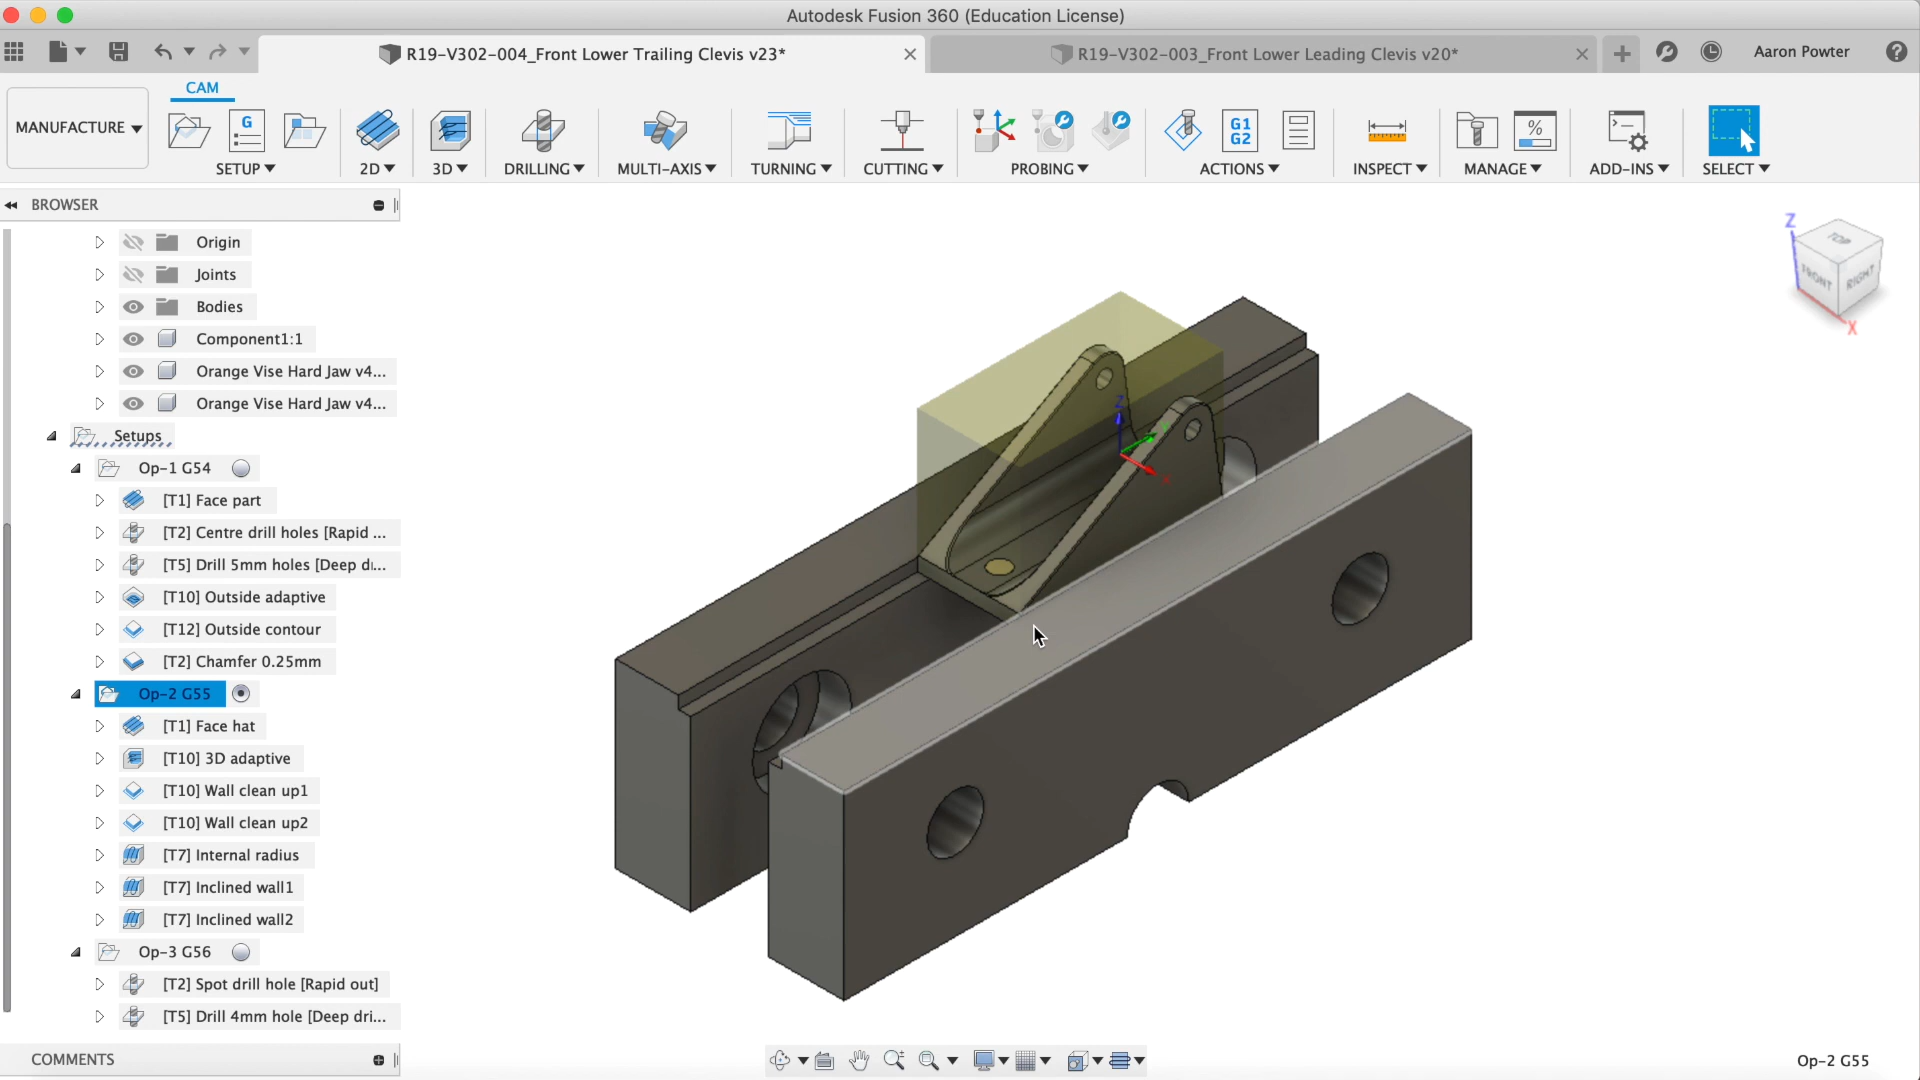 Autodesk Fusion 360 (Education License)
R19-V302-004_Front Lower Trailing Clevis v23*
R19-V302-003_Front Lower Leading Clevis v20*
Aaron Powter
CAM
MANUFACTURE
G
G1
G2
%
SETUP
2D
3D
DRILLING
MULTI-AXIS
TURNING
CUTTING
PROBING
ACTIONS
INSPECT
MANAGE
ADD-INS
SELECT
BROWSER
Origin
Joints
Bodies
Component1:1
Orange Vise Hard Jaw v4...
Orange Vise Hard Jaw v4...
Setups
Op-1 G54
[T1] Face part
[T2] Centre drill holes [Rapid ...
[T5] Drill 5mm holes [Deep d...
[T10] Outside adaptive
[T12] Outside contour
[T2] Chamfer 0.25mm
Op-2 G55
[T1] Face hat
[T10] 3D adaptive
[T10] Wall clean up1
[T10] Wall clean up2
[T7] Internal radius
[T7] Inclined wall1
[T7] Inclined wall2
Op-3 G56
[T2] Spot drill hole [Rapid out]
[T5] Drill 4mm hole [Deep dri...
Z
TOP
FRONT
RIGHT
X
Z
X
COMMENTS
Op-2 G55